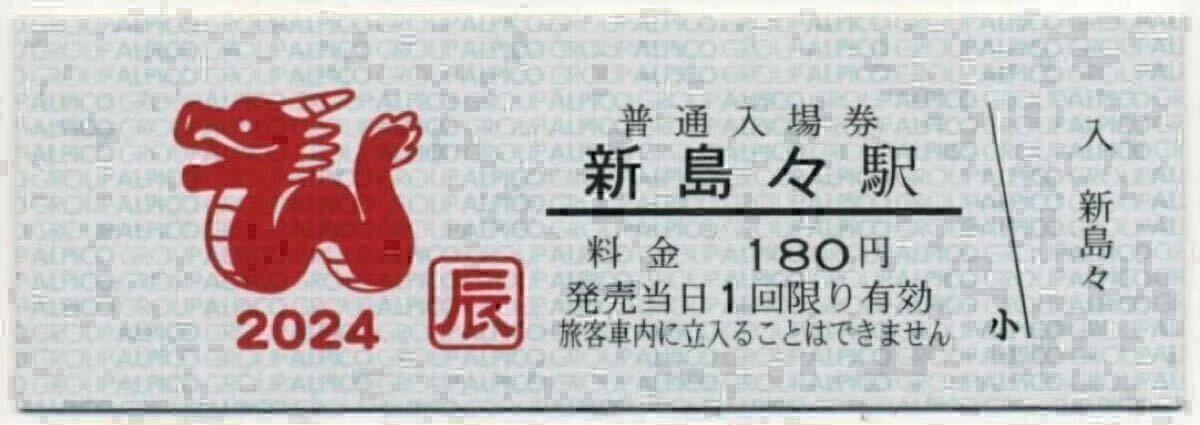 2024
辰
普通入場券
新島々駅
料金 180円
発売当日1回限り有効
旅客車内に立入ることはできません
小
入 新島々
ALPICO GROUP